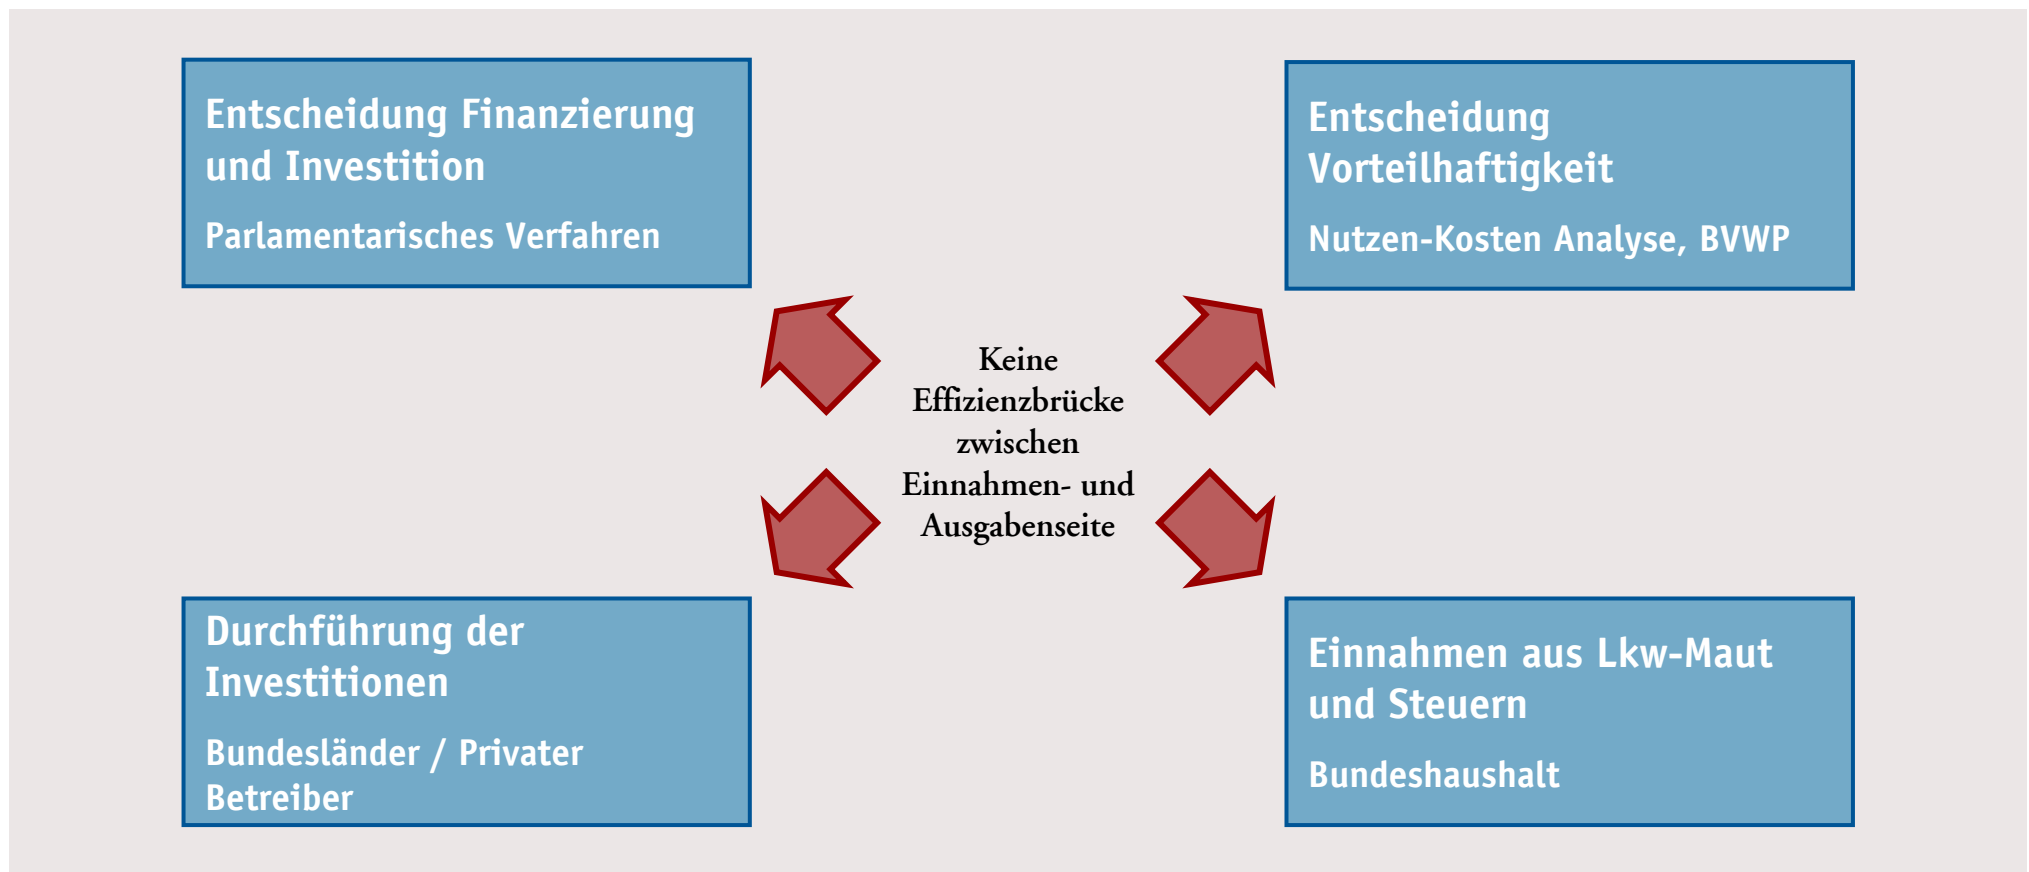 Entscheidung Finanzierung
und Investition
Parlamentarisches Verfahren
Entscheidung
Vorteilhaftigkeit
Nutzen-Kosten Analyse, BVWP
Keine
Effizienzbrücke
zwischen
Einnahmen- und
Ausgabenseite
Durchführung der
Investitionen
Bundesländer / Privater
Betreiber
Einnahmen aus Lkw-Maut
und Steuern
Bundeshaushalt